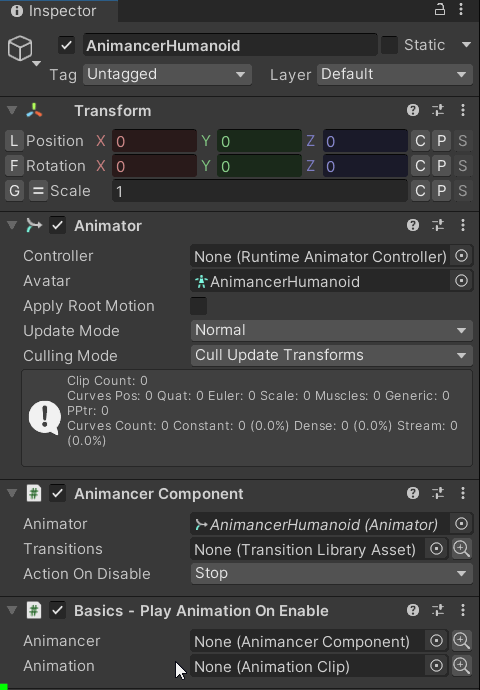 Inspector
AnimancerHumanoid Static
Tag Untagged Layer Default
Transform
L Position X 0 Y 0 Z 0 C P S
F Rotation X 0 Y 0 Z 0 C P S
G = Scale 1 C P S
Animator
Controller None (Runtime Animator Controller)
Avatar AnimancerHumanoid
Apply Root Motion
Update Mode Normal
Culling Mode Cull Update Transforms
Clip Count: 0
Curves Pos: 0 Quat: 0 Euler: 0 Scale: 0 Muscles: 0 Generic: 0
PPtr: 0
Curves Count: 0 Constant: 0 (0.0%) Dense: 0 (0.0%) Stream: 0
(0.0%)
Animancer Component
Animator AnimancerHumanoid (Animator)
Transitions None (Transition Library Asset)
Action On Disable Stop
Basics - Play Animation On Enable
Animancer None (Animancer Component)
Animation None (Animation Clip)